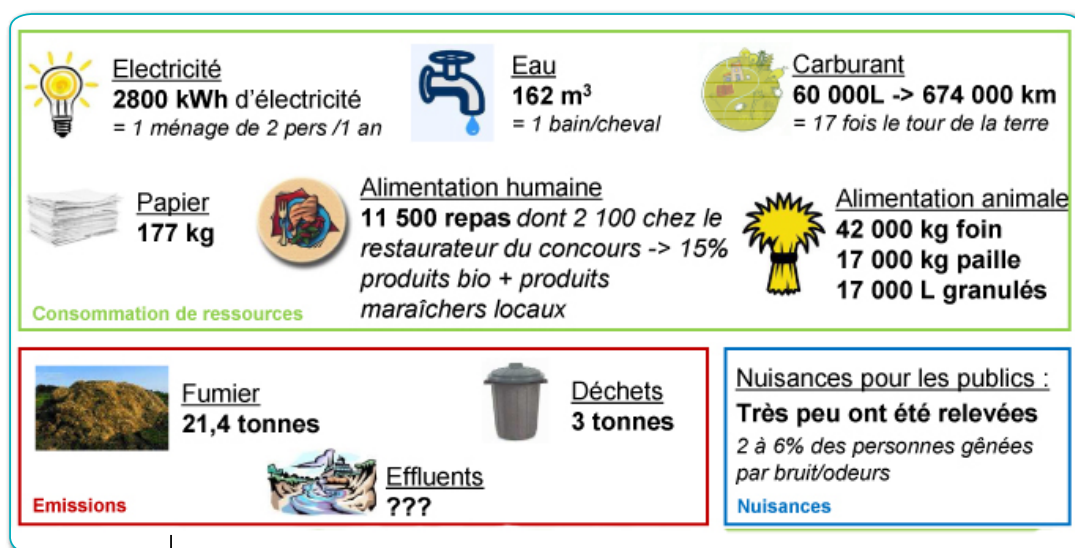 Electricité
2800 kWh d'électricité
= 1 ménage de 2 pers /1 an
Eau
162 m³
= 1 bain/cheval
Carburant
60 000L -> 674 000 km
= 17 fois le tour de la terre
Papier
177 kg
Alimentation humaine
11 500 repas dont 2 100 chez le
restaurateur du concours -> 15%
produits bio + produits
maraîchers locaux
Alimentation animale
42 000 kg foin
17 000 kg paille
17 000 L granulés
Consommation de ressources
Fumier
21,4 tonnes
Déchets
3 tonnes
Effluents
???
Emissions
Nuisances pour les publics :
Très peu ont été relevées
2 à 6% des personnes gênées
par bruit/odeurs
Nuisances